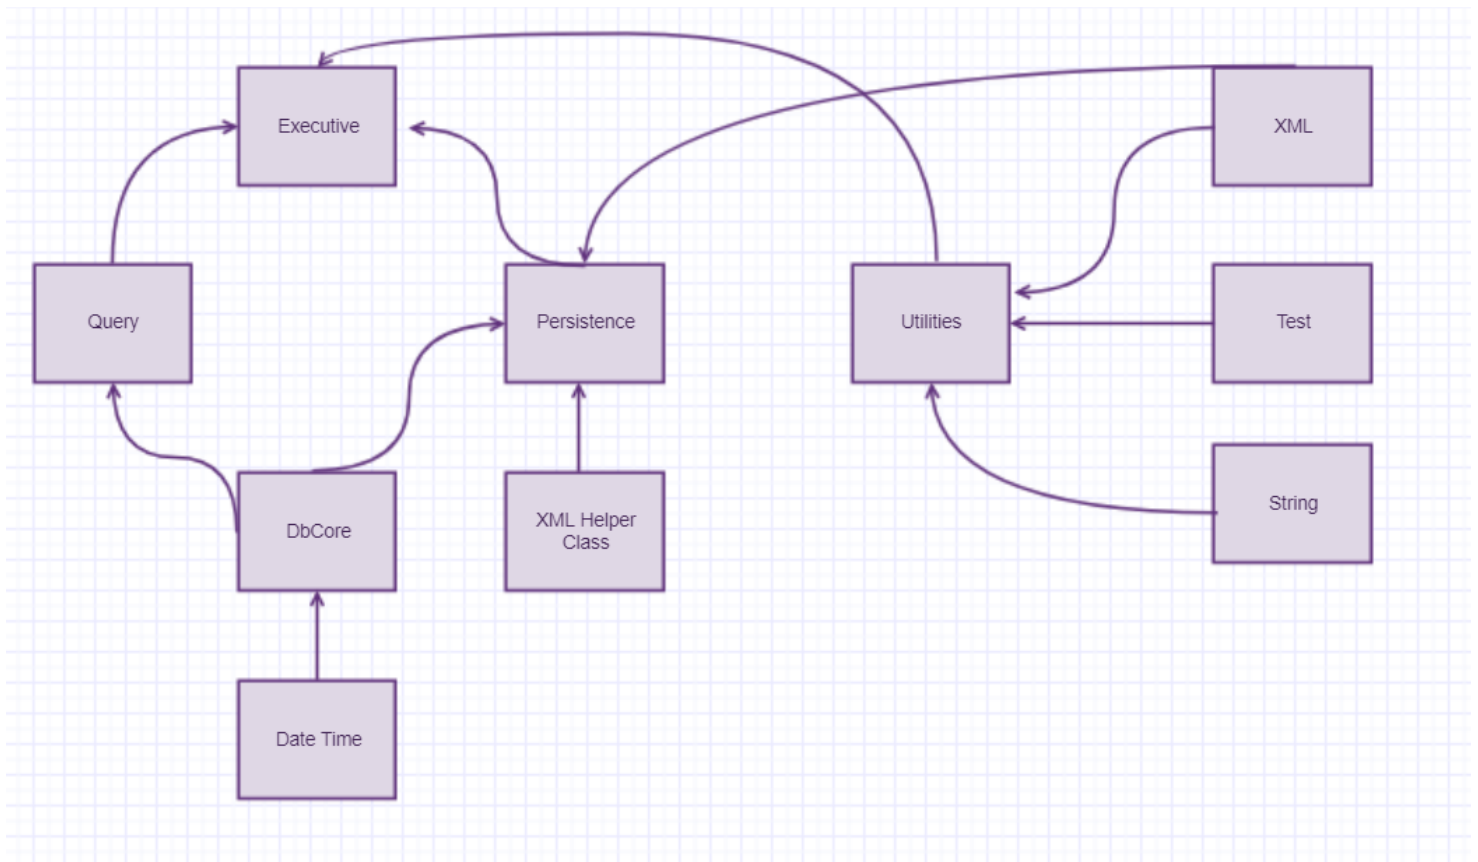 Executive
XML
Query
Persistence
Utilities
Test
DbCore
XML Helper
Class
String
Date Time